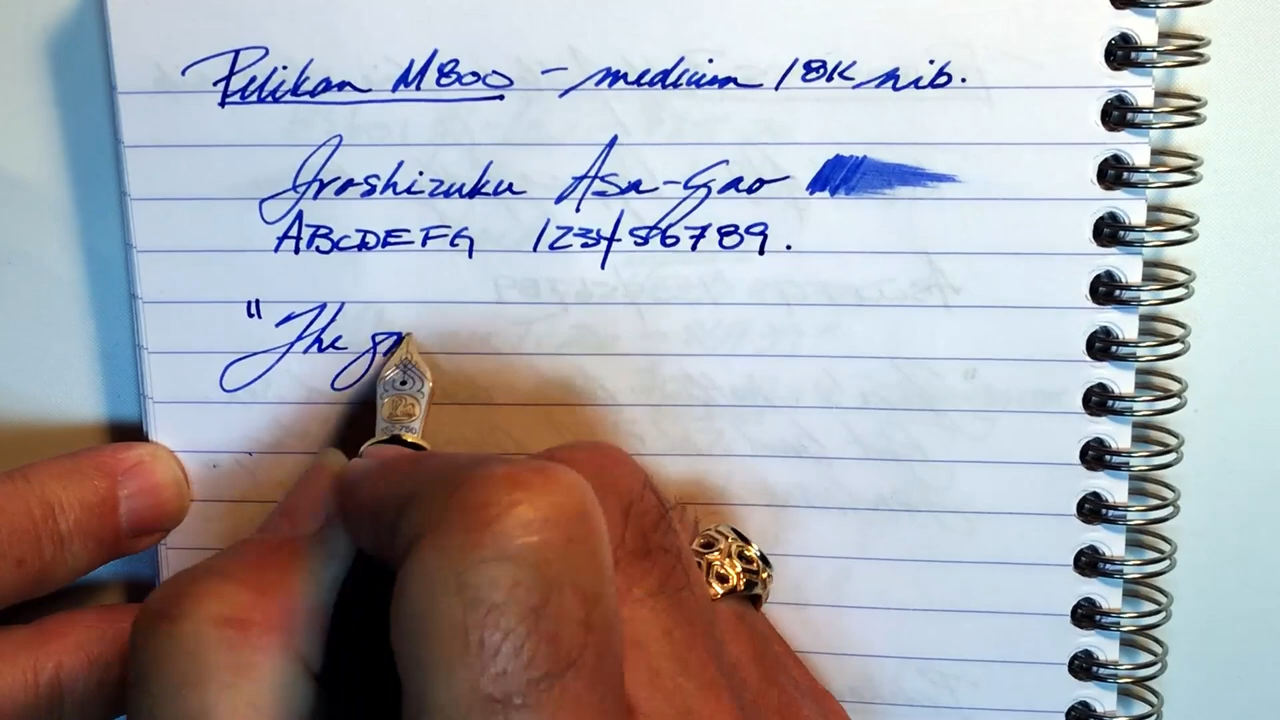 Pelikan M800 - medium 18K nib.
Iroshizuku Asa-Gao
ABCDEFG 123456789.
"The